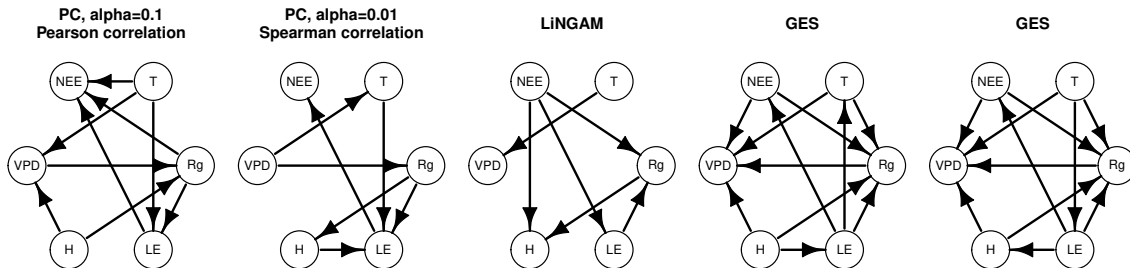 PC, alpha=0.1
Pearson correlation
NEE
T
VPD
Rg
H
LE
PC, alpha=0.01
Spearman correlation
NEE
T
VPD
Rg
H
LE
LiNGAM
NEE
T
VPD
Rg
H
LE
GES
NEE
T
VPD
Rg
H
LE
GES
NEE
T
VPD
Rg
H
LE